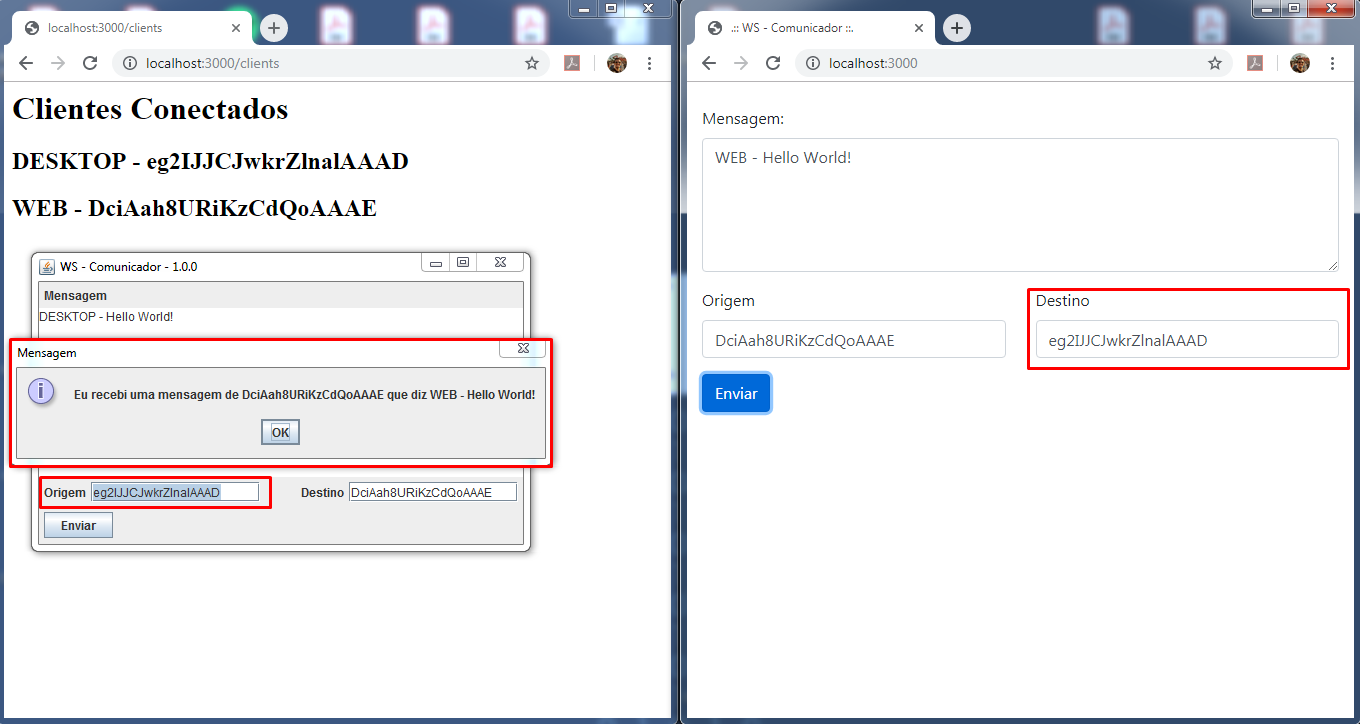 localhost:3000/clients
localhost:3000/clients
Clientes Conectados
DESKTOP - eg2IJJCJwkrZlnalAAAD
WEB - DciAah8URiKzCdQoAAAE
WS - Comunicador - 1.0.0
Mensagem
DESKTOP - Hello World!
Mensagem
Eu recebi uma mensagem de DciAah8URiKzCdQoAAAE que diz WEB - Hello World!
OK
Origem eg2IJJCJwkrZlnalAAAD Destino DciAah8URiKzCdQoAAAE
Enviar
.:: WS - Comunicador ::.
localhost:3000
Mensagem:
WEB - Hello World!
Origem Destino
DciAah8URiKzCdQoAAAE eg2IJJCJwkrZlnalAAAD
Enviar